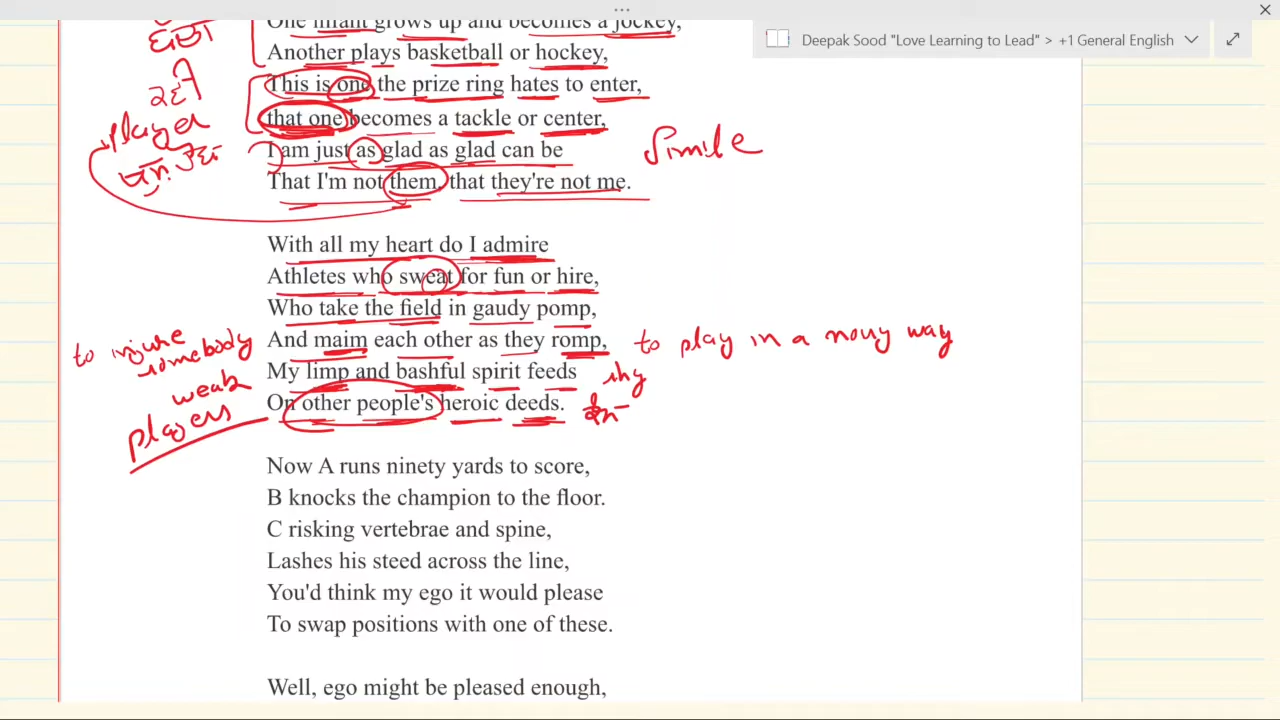 One infant grows up and becomes a jockey,
Deepak Sood "Love Learning to Lead" > +1 General English
Another plays basketball or hockey,
This is one the prize ring hates to enter,
that one becomes a tackle or center,
player
I am just as glad as glad can be
Simile
That I'm not them, that they're not me.
With all my heart do I admire
Athletes who sweat for fun or hire,
Who take the field in gaudy pomp,
to injure somebody
And maim each other as they romp,
to play in a nouy way
My limp and bashful spirit feeds
shy
weak
On other people's heroic deeds.
players
Now A runs ninety yards to score,
B knocks the champion to the floor.
C risking vertebrae and spine,
Lashes his steed across the line,
You'd think my ego it would please
To swap positions with one of these.
Well, ego might be pleased enough,